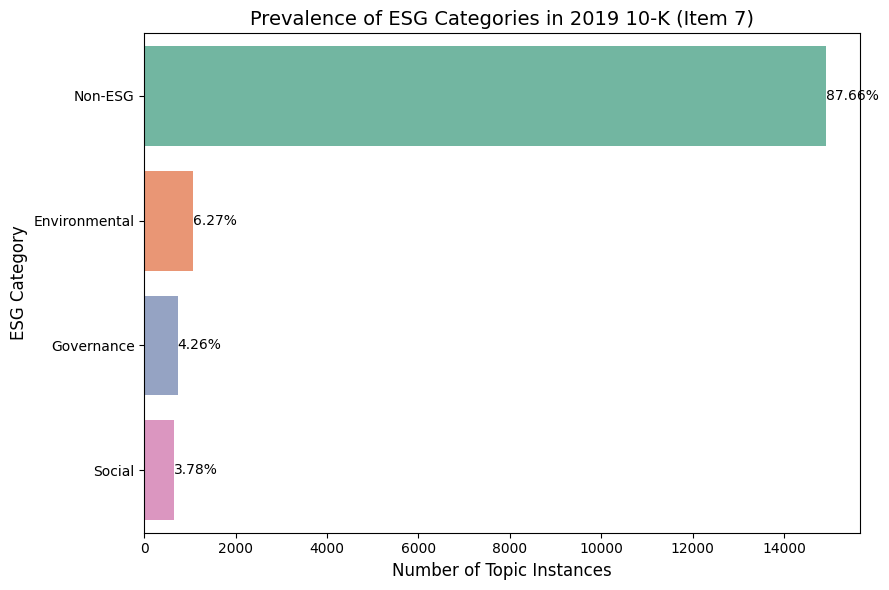 Prevalence of ESG Categories in 2019 10-K (Item 7)
Non-ESG
87.66%
Environmental
6.27%
Governance
4.26%
Social
3.78%
ESG Category
0 2000 4000 6000 8000 10000 12000 14000
Number of Topic Instances